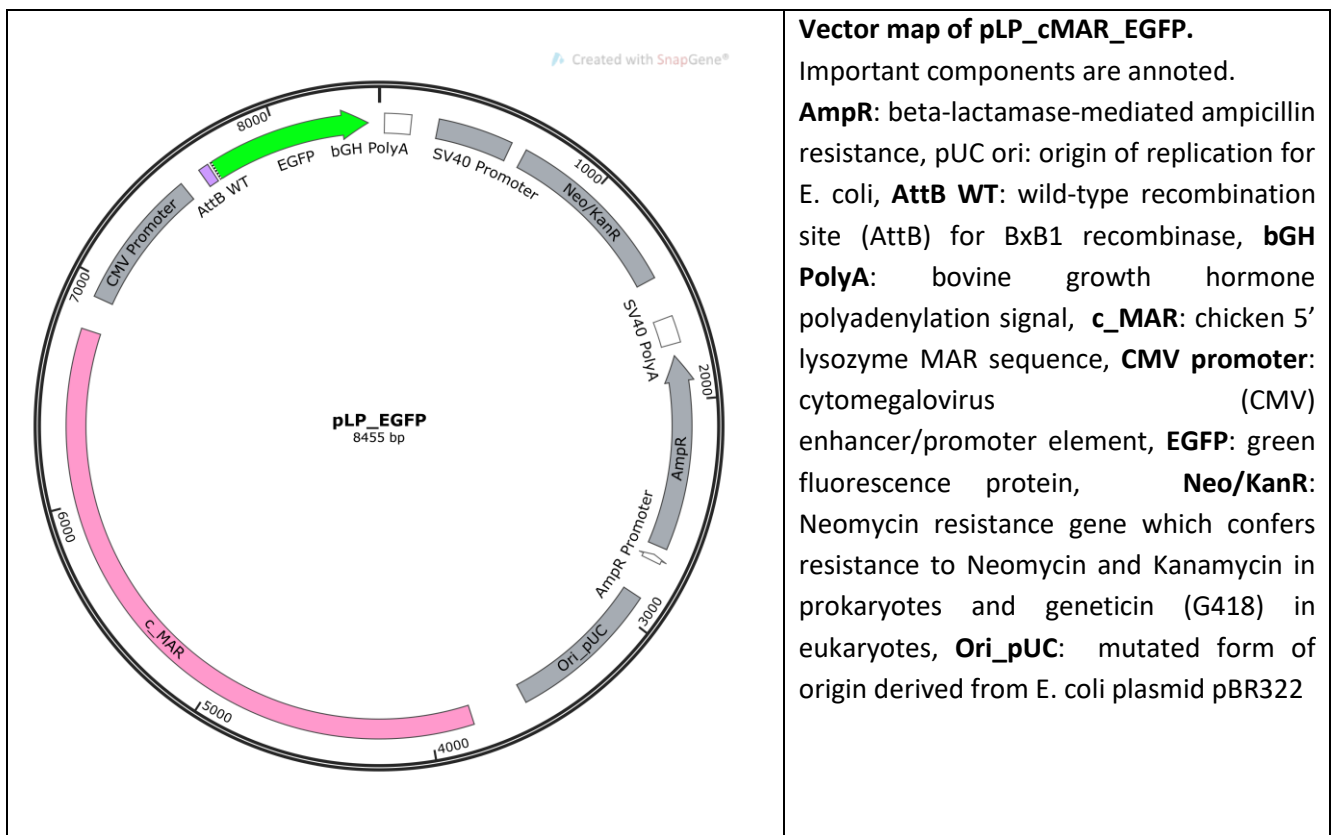 Created with SnapGene®
8000
EGFP
bGH PolyA
SV40 Promoter
1000
Neo/KanR
SV40 PolyA
2000
AmpR
AmpR Promoter
3000
Ori_pUC
4000
5000
c_MAR
6000
7000
CMV Promoter
AttB WT
pLP_EGFP
8455 bp
Vector map of pLP_cMAR_EGFP.
Important components are annoted.
AmpR: beta-lactamase-mediated ampicillin
resistance, pUC ori: origin of replication for
E. coli, AttB WT: wild-type recombination
site (AttB) for BxB1 recombinase, bGH
PolyA: bovine growth hormone
polyadenylation signal, c_MAR: chicken 5’
lysozyme MAR sequence, CMV promoter:
cytomegalovirus (CMV)
enhancer/promoter element, EGFP: green
fluorescence protein, Neo/KanR:
Neomycin resistance gene which confers
resistance to Neomycin and Kanamycin in
prokaryotes and geneticin (G418) in
eukaryotes, Ori_pUC: mutated form of
origin derived from E. coli plasmid pBR322